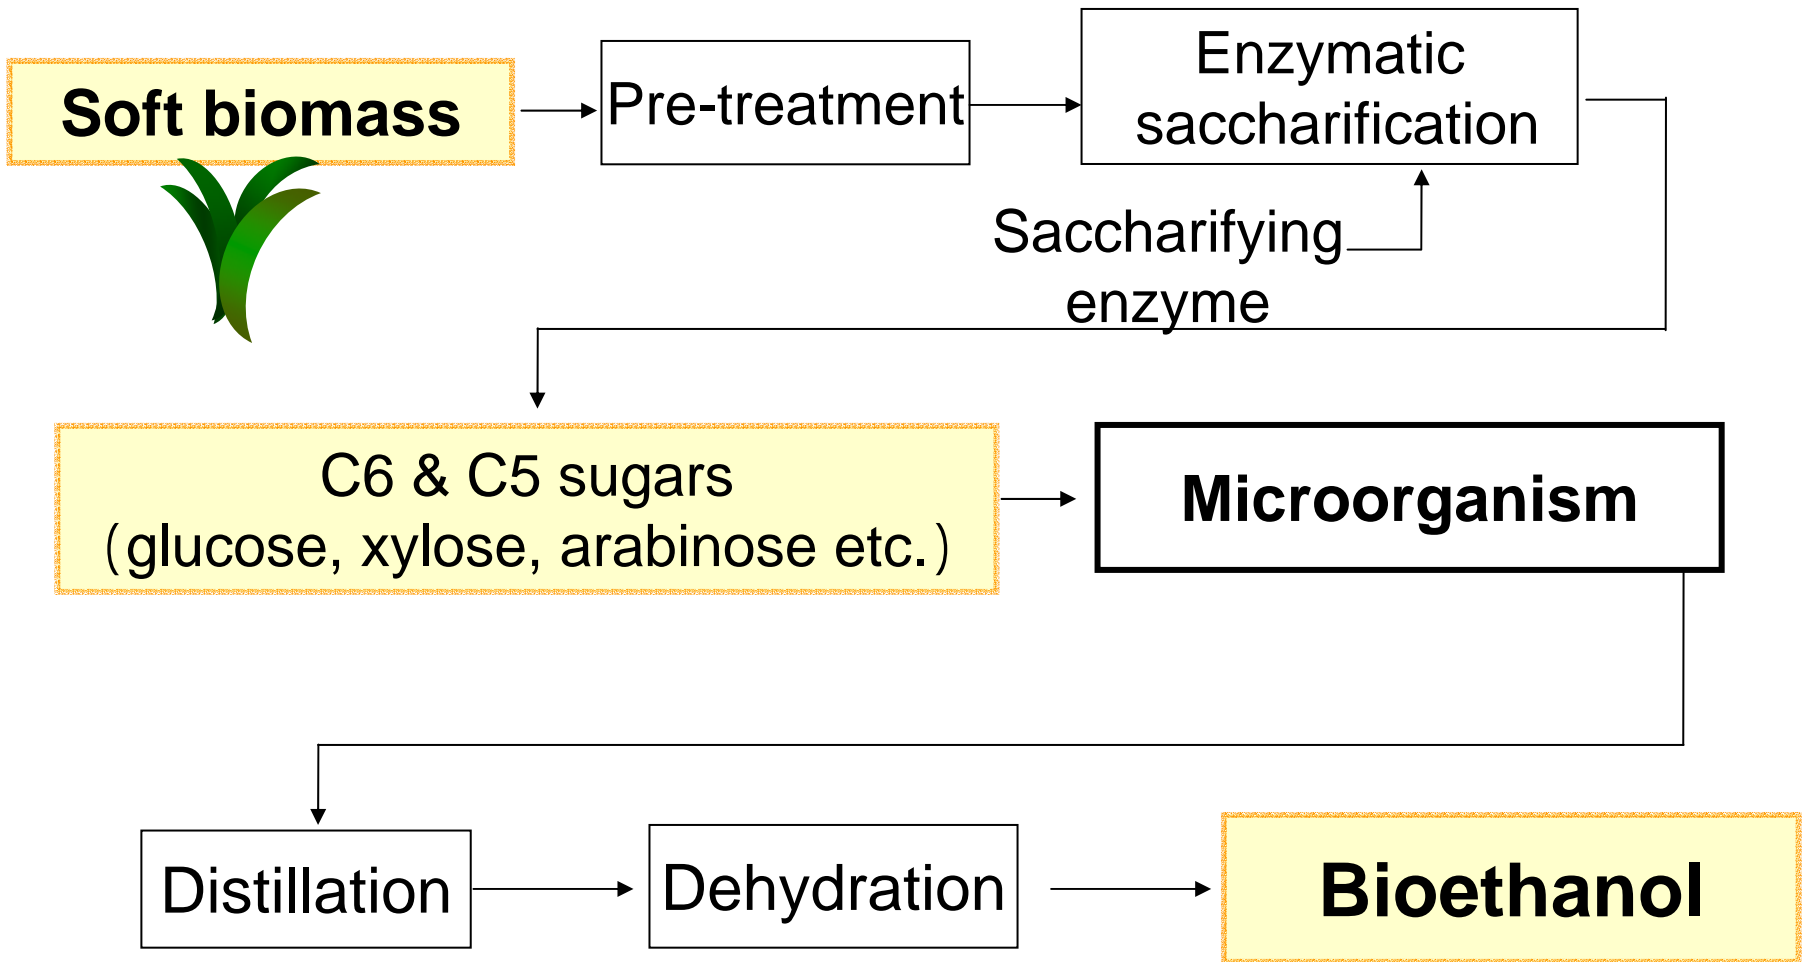 Soft biomass
Pre-treatment
Enzymatic
saccharification
Saccharifying
enzyme
C6 & C5 sugars
(glucose, xylose, arabinose etc.)
Microorganism
Distillation
Dehydration
Bioethanol